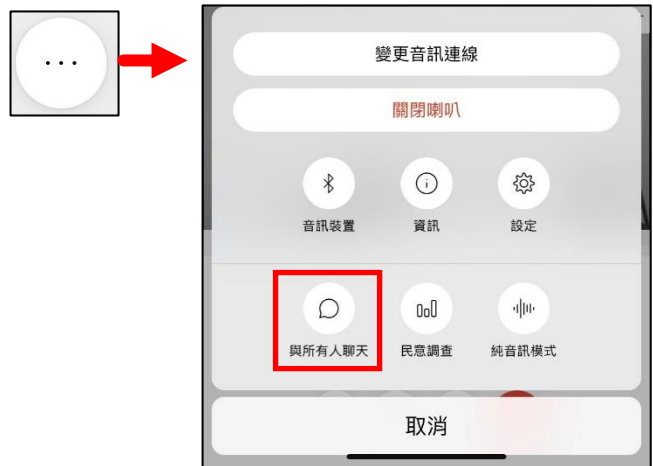 ...
變更音訊連線
關閉喇叭
音訊裝置
資訊
設定
與所有人聊天
民意調查
純音訊模式
取消